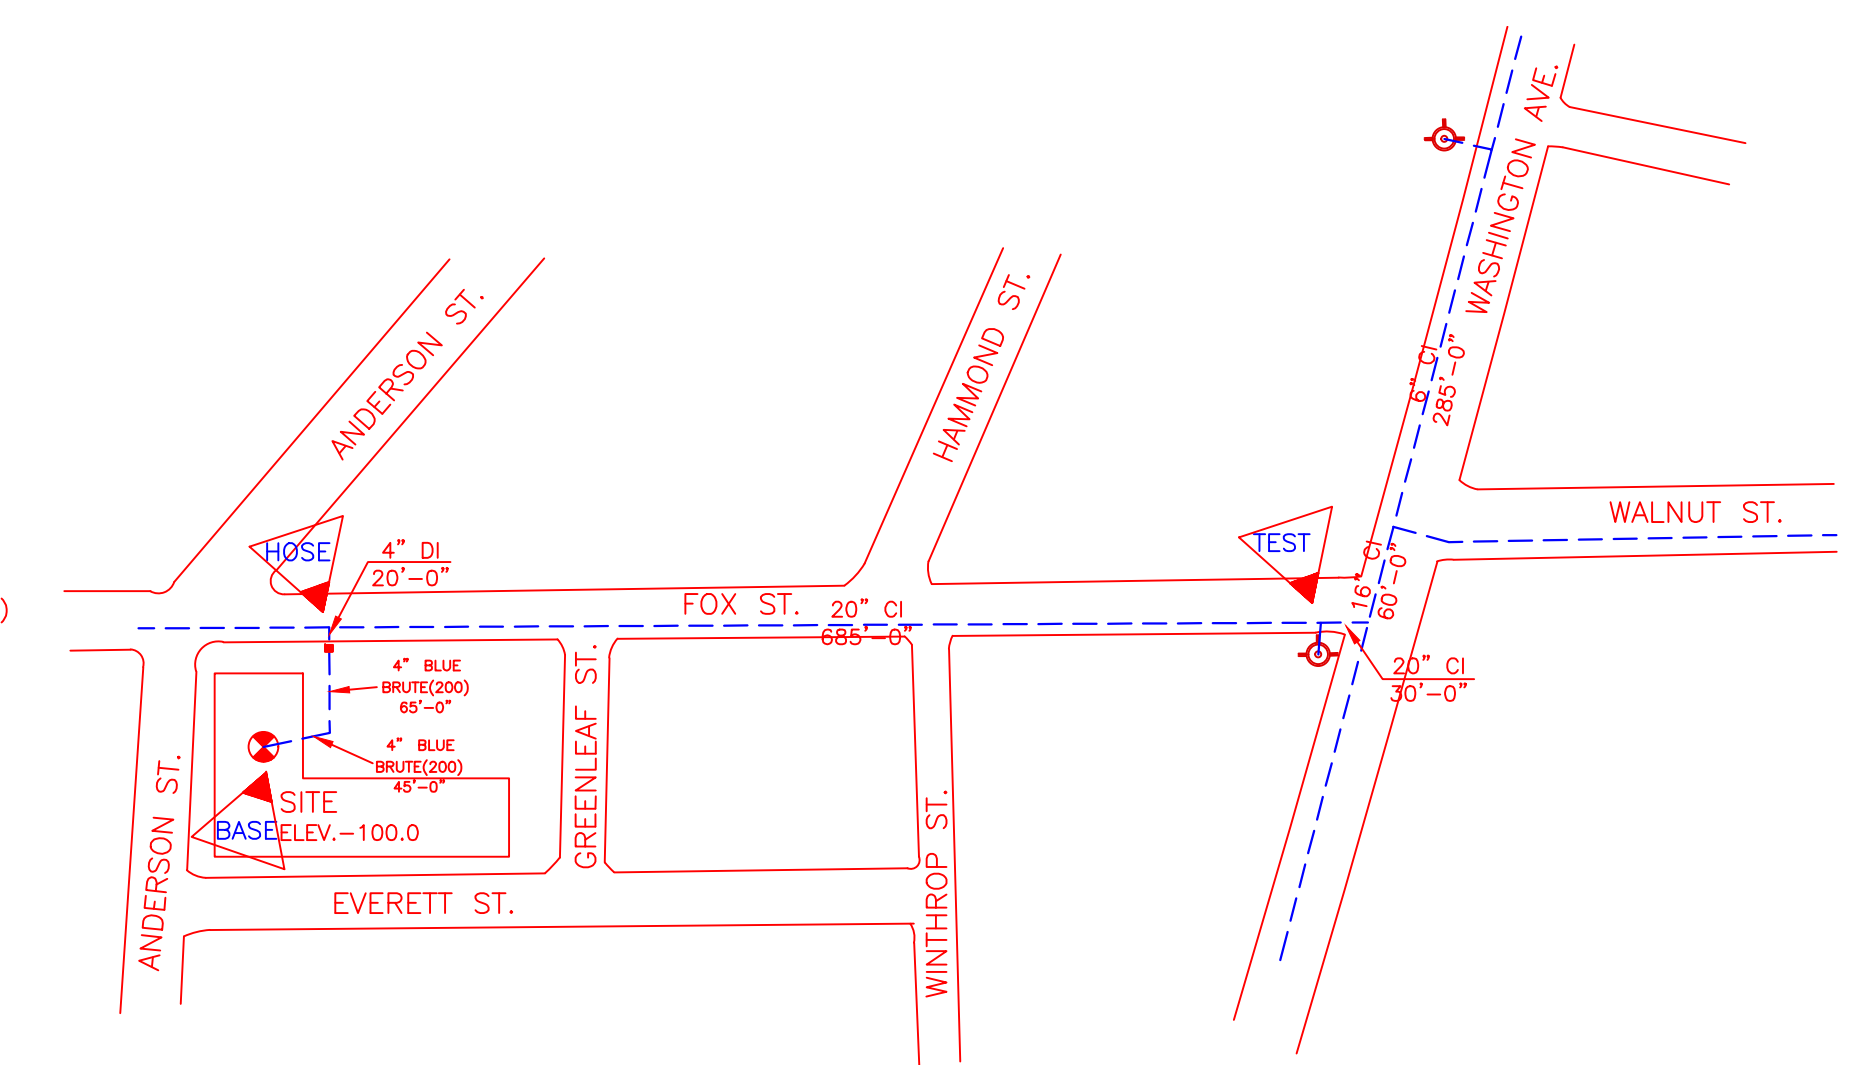 WASHINGTON AVE.
ANDERSON ST.
HAMMOND ST.
6" CI
285'-0"
WALNUT ST.
HOSE
4" DI
20'-0"
TEST
16" CI
60'-0"
FOX ST.
20" CI
685'-0"
20" CI
30'-0"
4" BLUE
BRUTE(200)
65'-0"
4" BLUE
BRUTE(200)
45'-0"
GREENLEAF ST.
SITE
ELEV.-100.0
BASE
ANDERSON ST.
EVERETT ST.
WINTHROP ST.
)